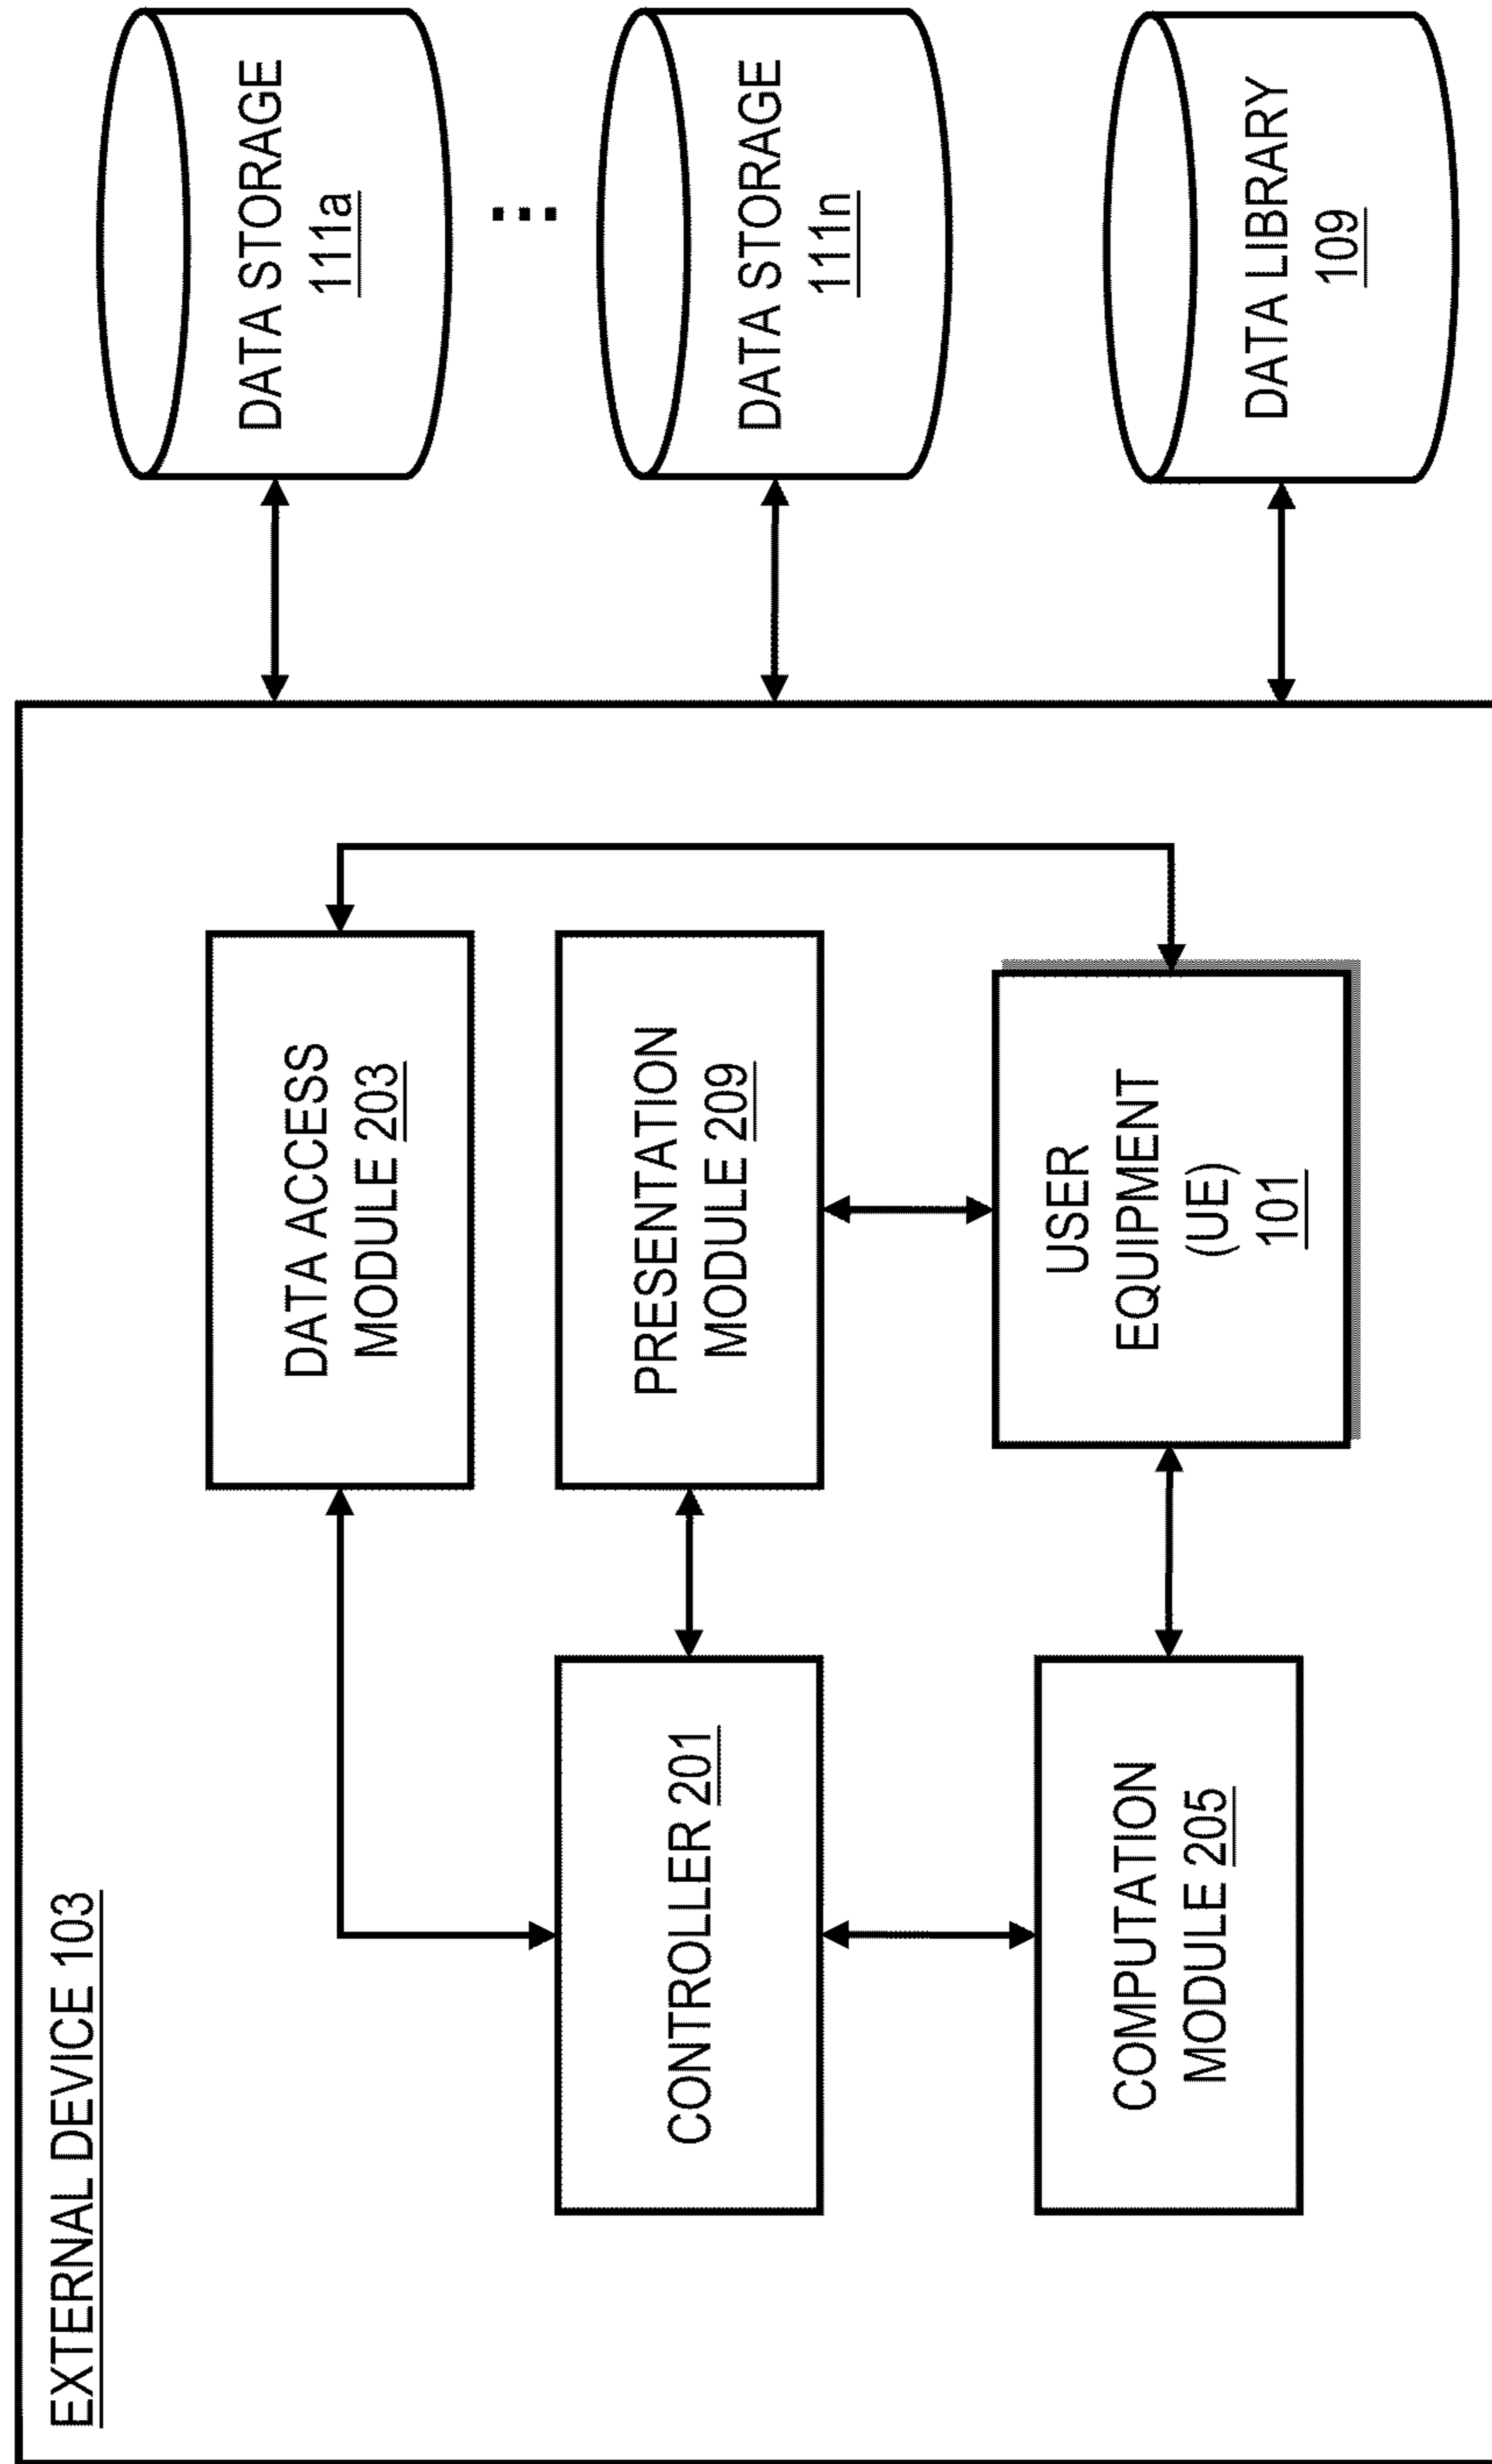 EXTERNAL DEVICE 103
DATA ACCESS
MODULE 203
CONTROLLER 201
PRESENTATION
MODULE 209
COMPUTATION
MODULE 205
USER
EQUIPMENT
(UE)
101
DATA STORAGE
111a
DATA STORAGE
111n
DATA LIBRARY
109